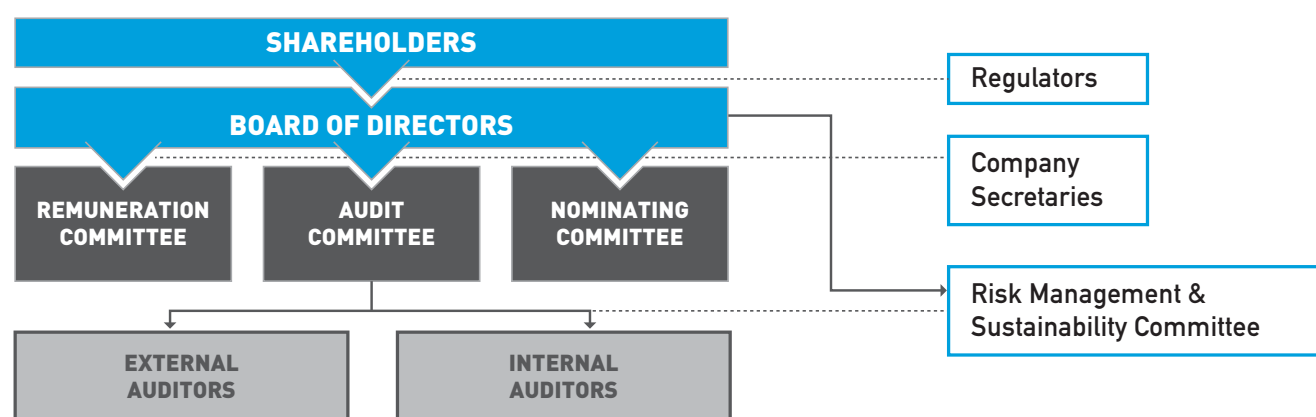 SHAREHOLDERS
Regulators
BOARD OF DIRECTORS
Company
Secretaries
REMUNERATION
COMMITTEE
AUDIT
COMMITTEE
NOMINATING
COMMITTEE
Risk Management &
Sustainability Committee
EXTERNAL
AUDITORS
INTERNAL
AUDITORS